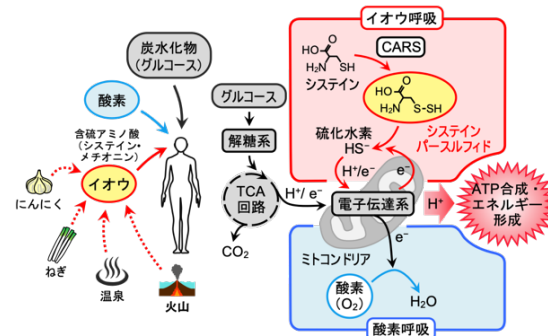 炭水化物
(グルコース)
酸素
含硫アミノ酸
(システイン・
メチオニン)
イオウ
にんにく
ねぎ
温泉
火山
グルコース
解糖系
TCA
回路
CO₂
H⁺/ e⁻
イオウ呼吸
CARS
HO
O
H₂N
SH
システイン
HO
O
H₂N
S-SH
システイン
パースルフィド
硫化水素
HS⁻
H⁺/e⁻
e⁻
電子伝達系
H⁺
ATP合成・
エネルギー
形成
e⁻
ミトコンドリア
酸素
(O₂)
H₂O
酸素呼吸